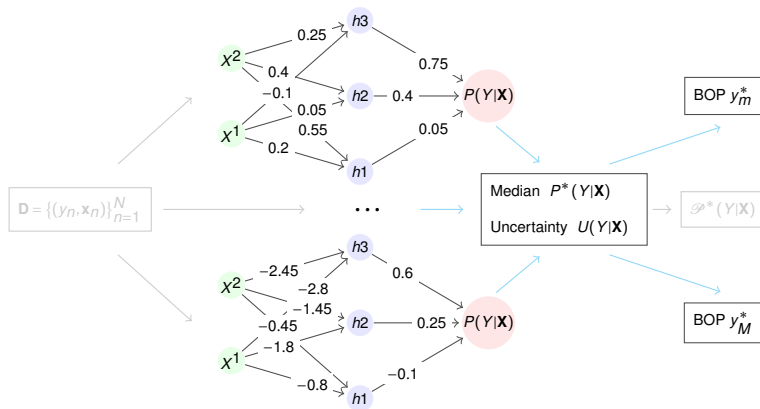 h3
0.25
X²
0.75
0.4
−0.1
h2
0.4
P(Y|X)
BOP y*ₘ
0.05
X¹
0.55
0.05
0.2
h1
D = {(yₙ, xₙ)}ᴺₙ₌₁
...
Median P*(Y|X)
Uncertainty U(Y|X)
𝒫*(Y|X)
h3
−2.45
X²
−2.8
0.6
−1.45
−0.45
h2
0.25
P(Y|X)
BOP y*_M
X¹
−1.8
−0.8
−0.1
h1